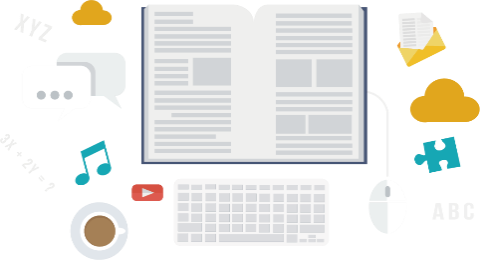 XYZ
3X + 2Y = ?
ABC